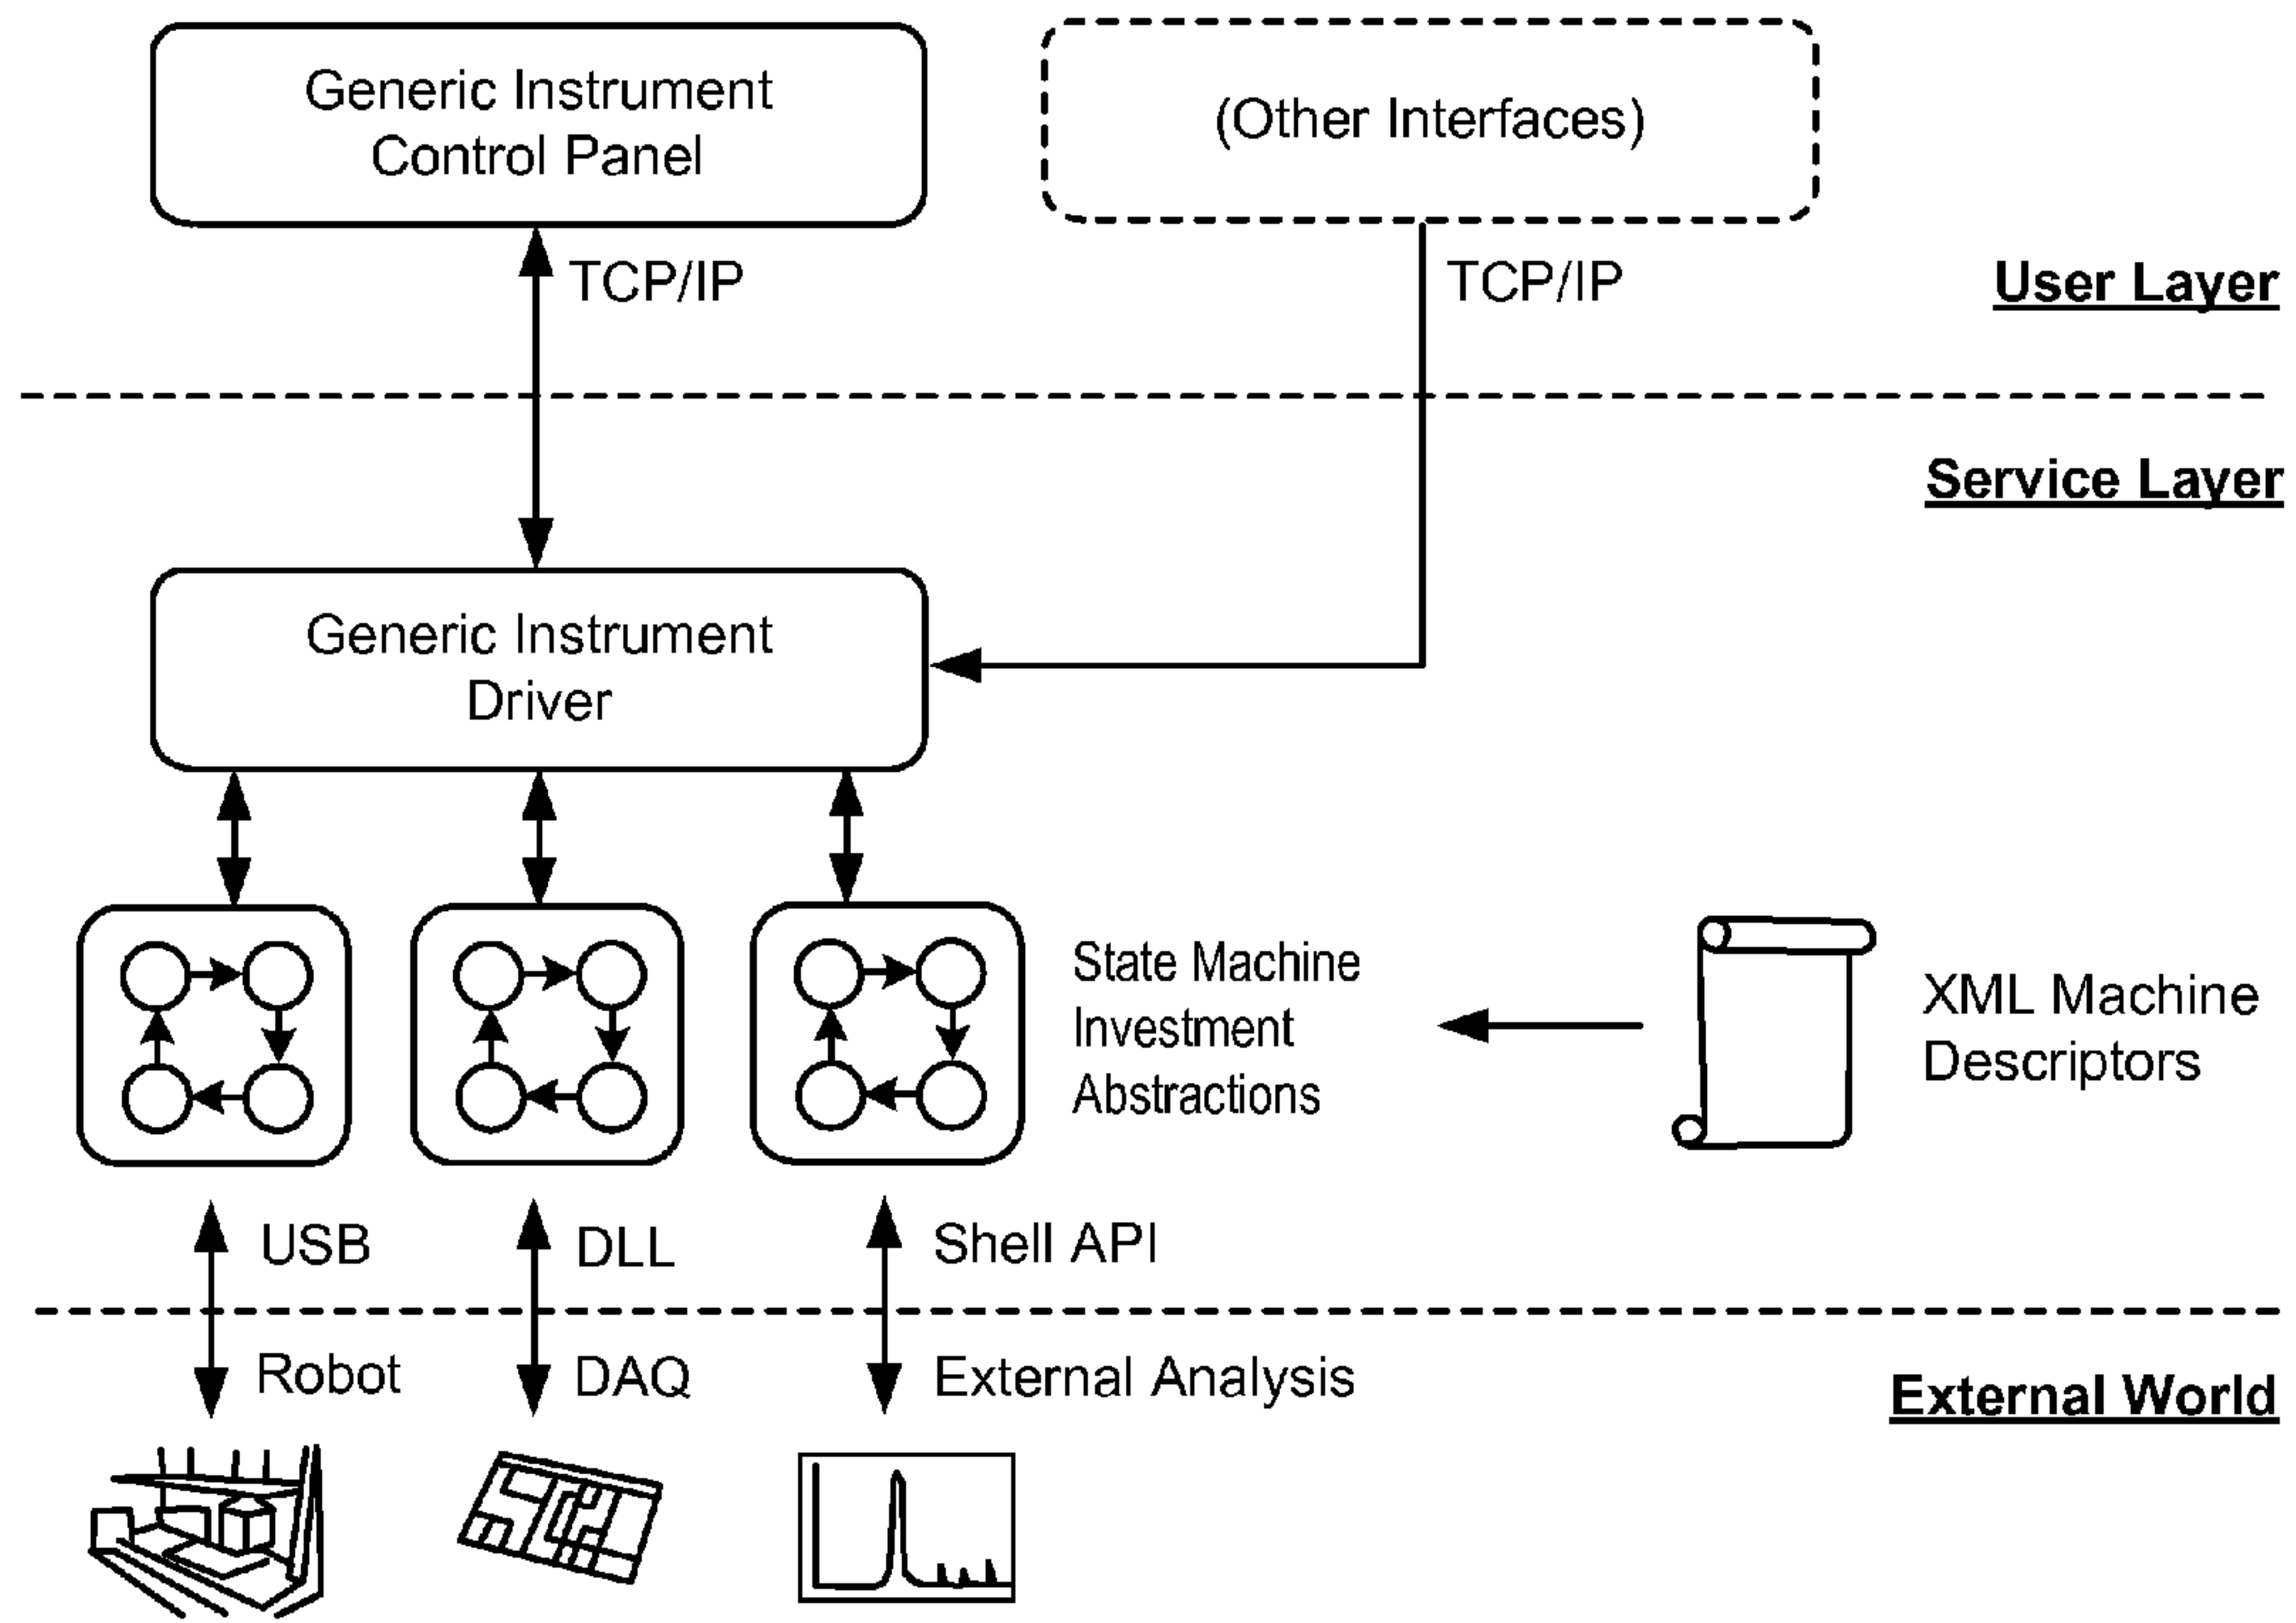 Generic Instrument
Control Panel
(Other Interfaces)
TCP/IP
TCP/IP
User Layer
Service Layer
Generic Instrument
Driver
State Machine
Investment
Abstractions
XML Machine
Descriptors
USB
DLL
Shell API
Robot
DAQ
External Analysis
External World